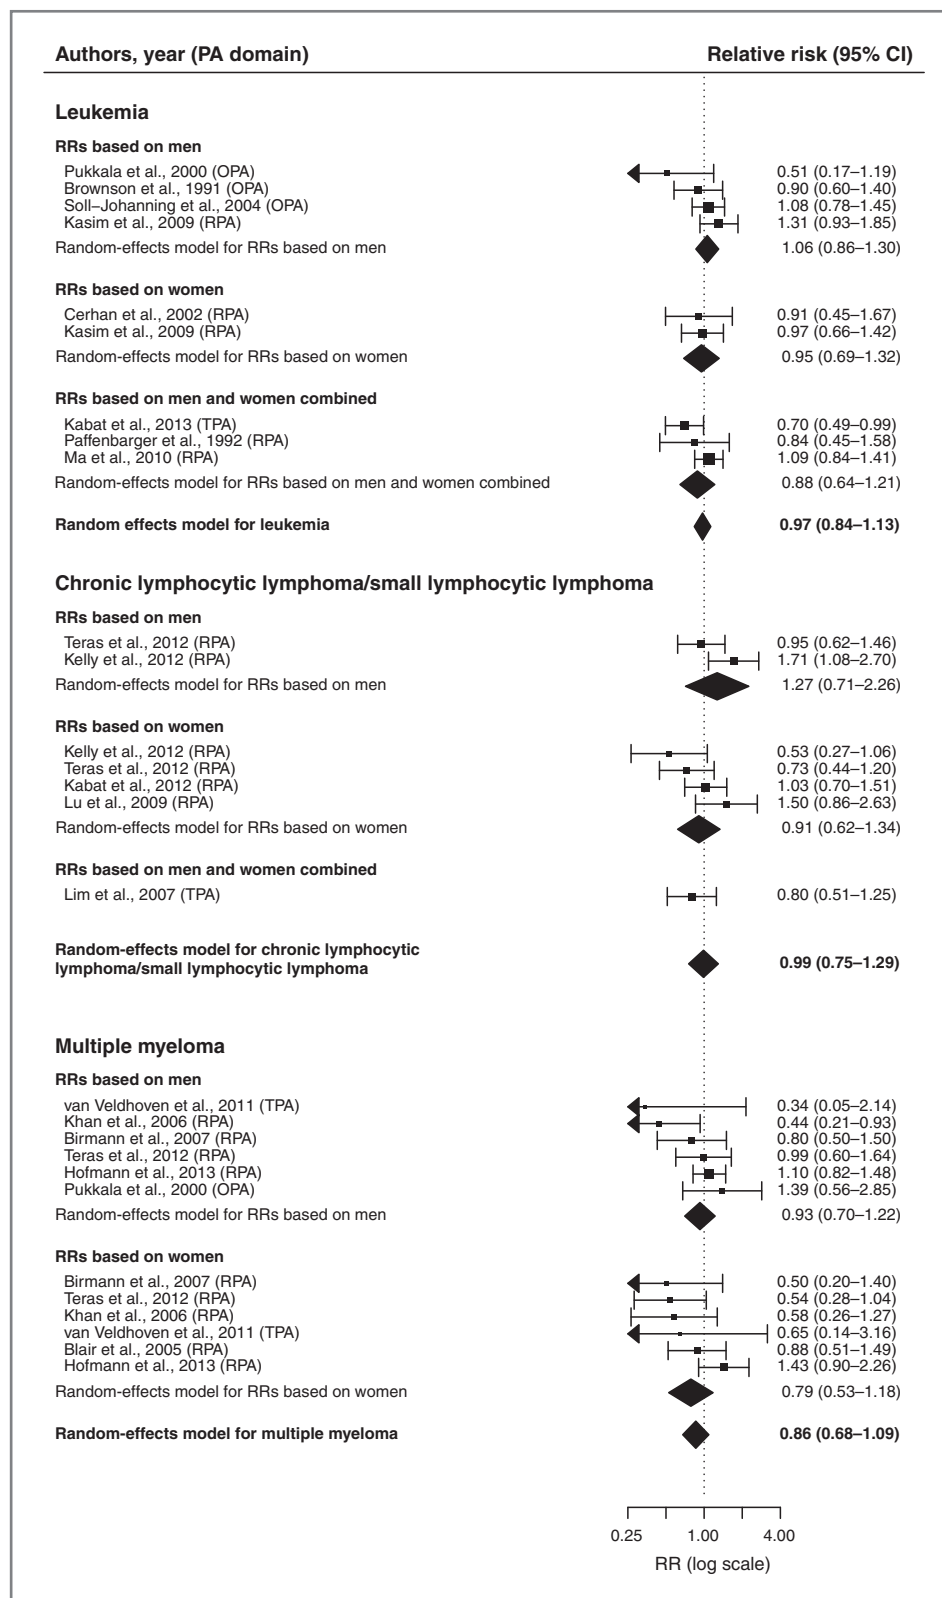 Authors, year (PA domain) Relative risk (95% CI)
Leukemia
RRs based on men
Pukkala et al., 2000 (OPA) 0.51 (0.17–1.19)
Brownson et al., 1991 (OPA) 0.90 (0.60–1.40)
Soll–Johanning et al., 2004 (OPA) 1.08 (0.78–1.45)
Kasim et al., 2009 (RPA) 1.31 (0.93–1.85)
Random-effects model for RRs based on men 1.06 (0.86–1.30)
RRs based on women
Cerhan et al., 2002 (RPA) 0.91 (0.45–1.67)
Kasim et al., 2009 (RPA) 0.97 (0.66–1.42)
Random-effects model for RRs based on women 0.95 (0.69–1.32)
RRs based on men and women combined
Kabat et al., 2013 (TPA) 0.70 (0.49–0.99)
Paffenbarger et al., 1992 (RPA) 0.84 (0.45–1.58)
Ma et al., 2010 (RPA) 1.09 (0.84–1.41)
Random-effects model for RRs based on men and women combined 0.88 (0.64–1.21)
Random effects model for leukemia 0.97 (0.84–1.13)
Chronic lymphocytic lymphoma/small lymphocytic lymphoma
RRs based on men
Teras et al., 2012 (RPA) 0.95 (0.62–1.46)
Kelly et al., 2012 (RPA) 1.71 (1.08–2.70)
Random-effects model for RRs based on men 1.27 (0.71–2.26)
RRs based on women
Kelly et al., 2012 (RPA) 0.53 (0.27–1.06)
Teras et al., 2012 (RPA) 0.73 (0.44–1.20)
Kabat et al., 2012 (RPA) 1.03 (0.70–1.51)
Lu et al., 2009 (RPA) 1.50 (0.86–2.63)
Random-effects model for RRs based on women 0.91 (0.62–1.34)
RRs based on men and women combined
Lim et al., 2007 (TPA) 0.80 (0.51–1.25)
Random-effects model for chronic lymphocytic
lymphoma/small lymphocytic lymphoma 0.99 (0.75–1.29)
Multiple myeloma
RRs based on men
van Veldhoven et al., 2011 (TPA) 0.34 (0.05–2.14)
Khan et al., 2006 (RPA) 0.44 (0.21–0.93)
Birmann et al., 2007 (RPA) 0.80 (0.50–1.50)
Teras et al., 2012 (RPA) 0.99 (0.60–1.64)
Hofmann et al., 2013 (RPA) 1.10 (0.82–1.48)
Pukkala et al., 2000 (OPA) 1.39 (0.56–2.85)
Random-effects model for RRs based on men 0.93 (0.70–1.22)
RRs based on women
Birmann et al., 2007 (RPA) 0.50 (0.20–1.40)
Teras et al., 2012 (RPA) 0.54 (0.28–1.04)
Khan et al., 2006 (RPA) 0.58 (0.26–1.27)
van Veldhoven et al., 2011 (TPA) 0.65 (0.14–3.16)
Blair et al., 2005 (RPA) 0.88 (0.51–1.49)
Hofmann et al., 2013 (RPA) 1.43 (0.90–2.26)
Random-effects model for RRs based on women 0.79 (0.53–1.18)
Random-effects model for multiple myeloma 0.86 (0.68–1.09)
0.25 1.00 4.00
RR (log scale)